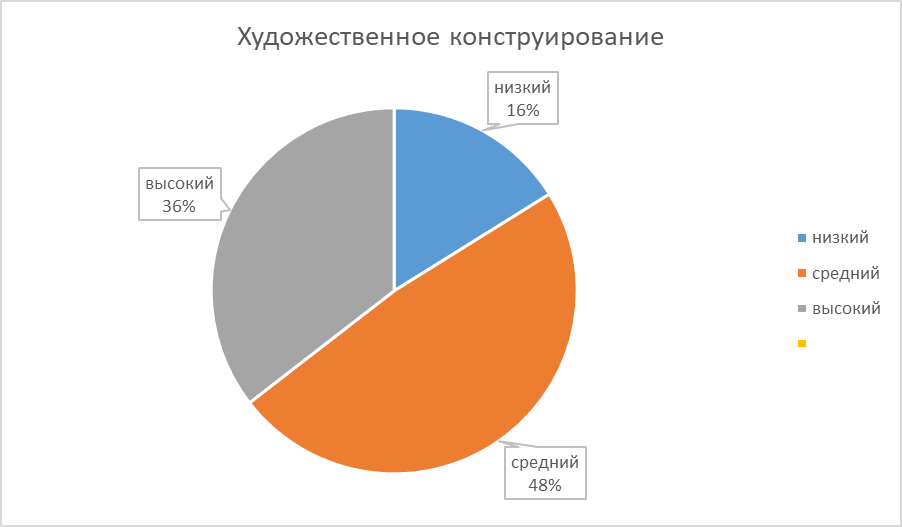 Художественное конструирование
низкий
16%
высокий
36%
средний
48%
низкий
средний
высокий